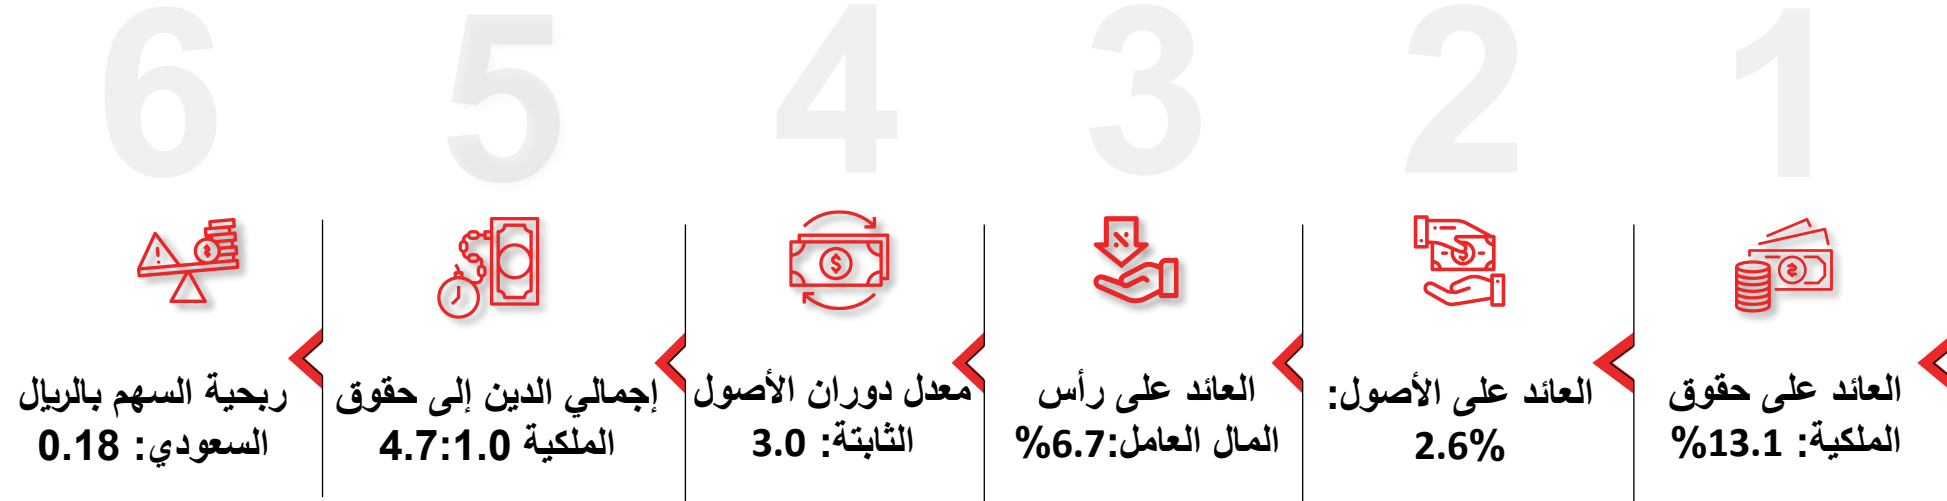 1
العائد على حقوق
الملكية: 13.1%
2
العائد على الأصول:
2.6%
3
العائد على رأس
المال العامل:6.7%
4
معدل دوران الأصول
الثابتة: 3.0
5
إجمالي الدين إلى حقوق
الملكية 4.7:1.0
6
ربحية السهم بالريال
السعودي: 0.18